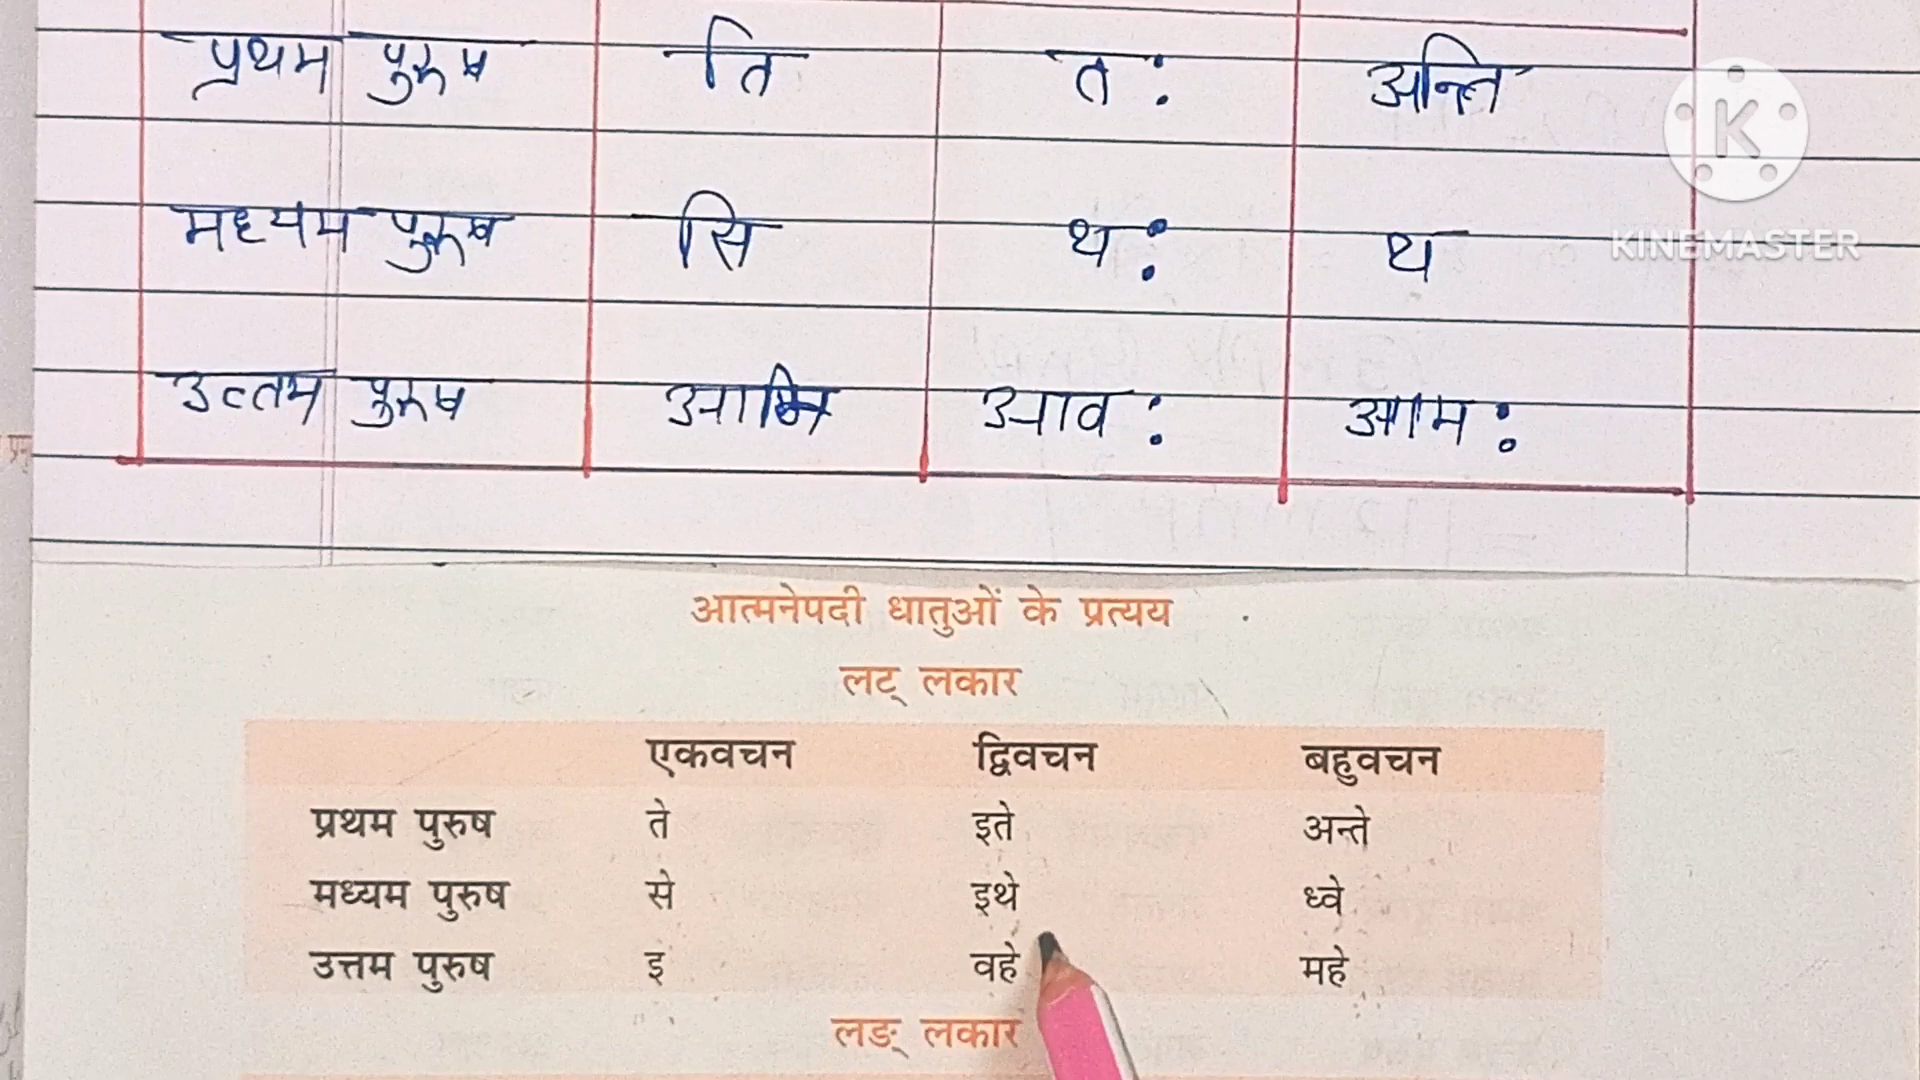 प्रथम पुरुष ति त: अन्ति
मध्यम पुरुष सि थ: थ
उत्तम पुरुष आमि आव: आम:
K
KINEMASTER
आत्मनेपदी धातुओं के प्रत्यय
लट् लकार
एकवचन द्विवचन बहुवचन
प्रथम पुरुष ते इते अन्ते
मध्यम पुरुष से इथे ध्वे
उत्तम पुरुष इ वहे महे
लङ् लकार